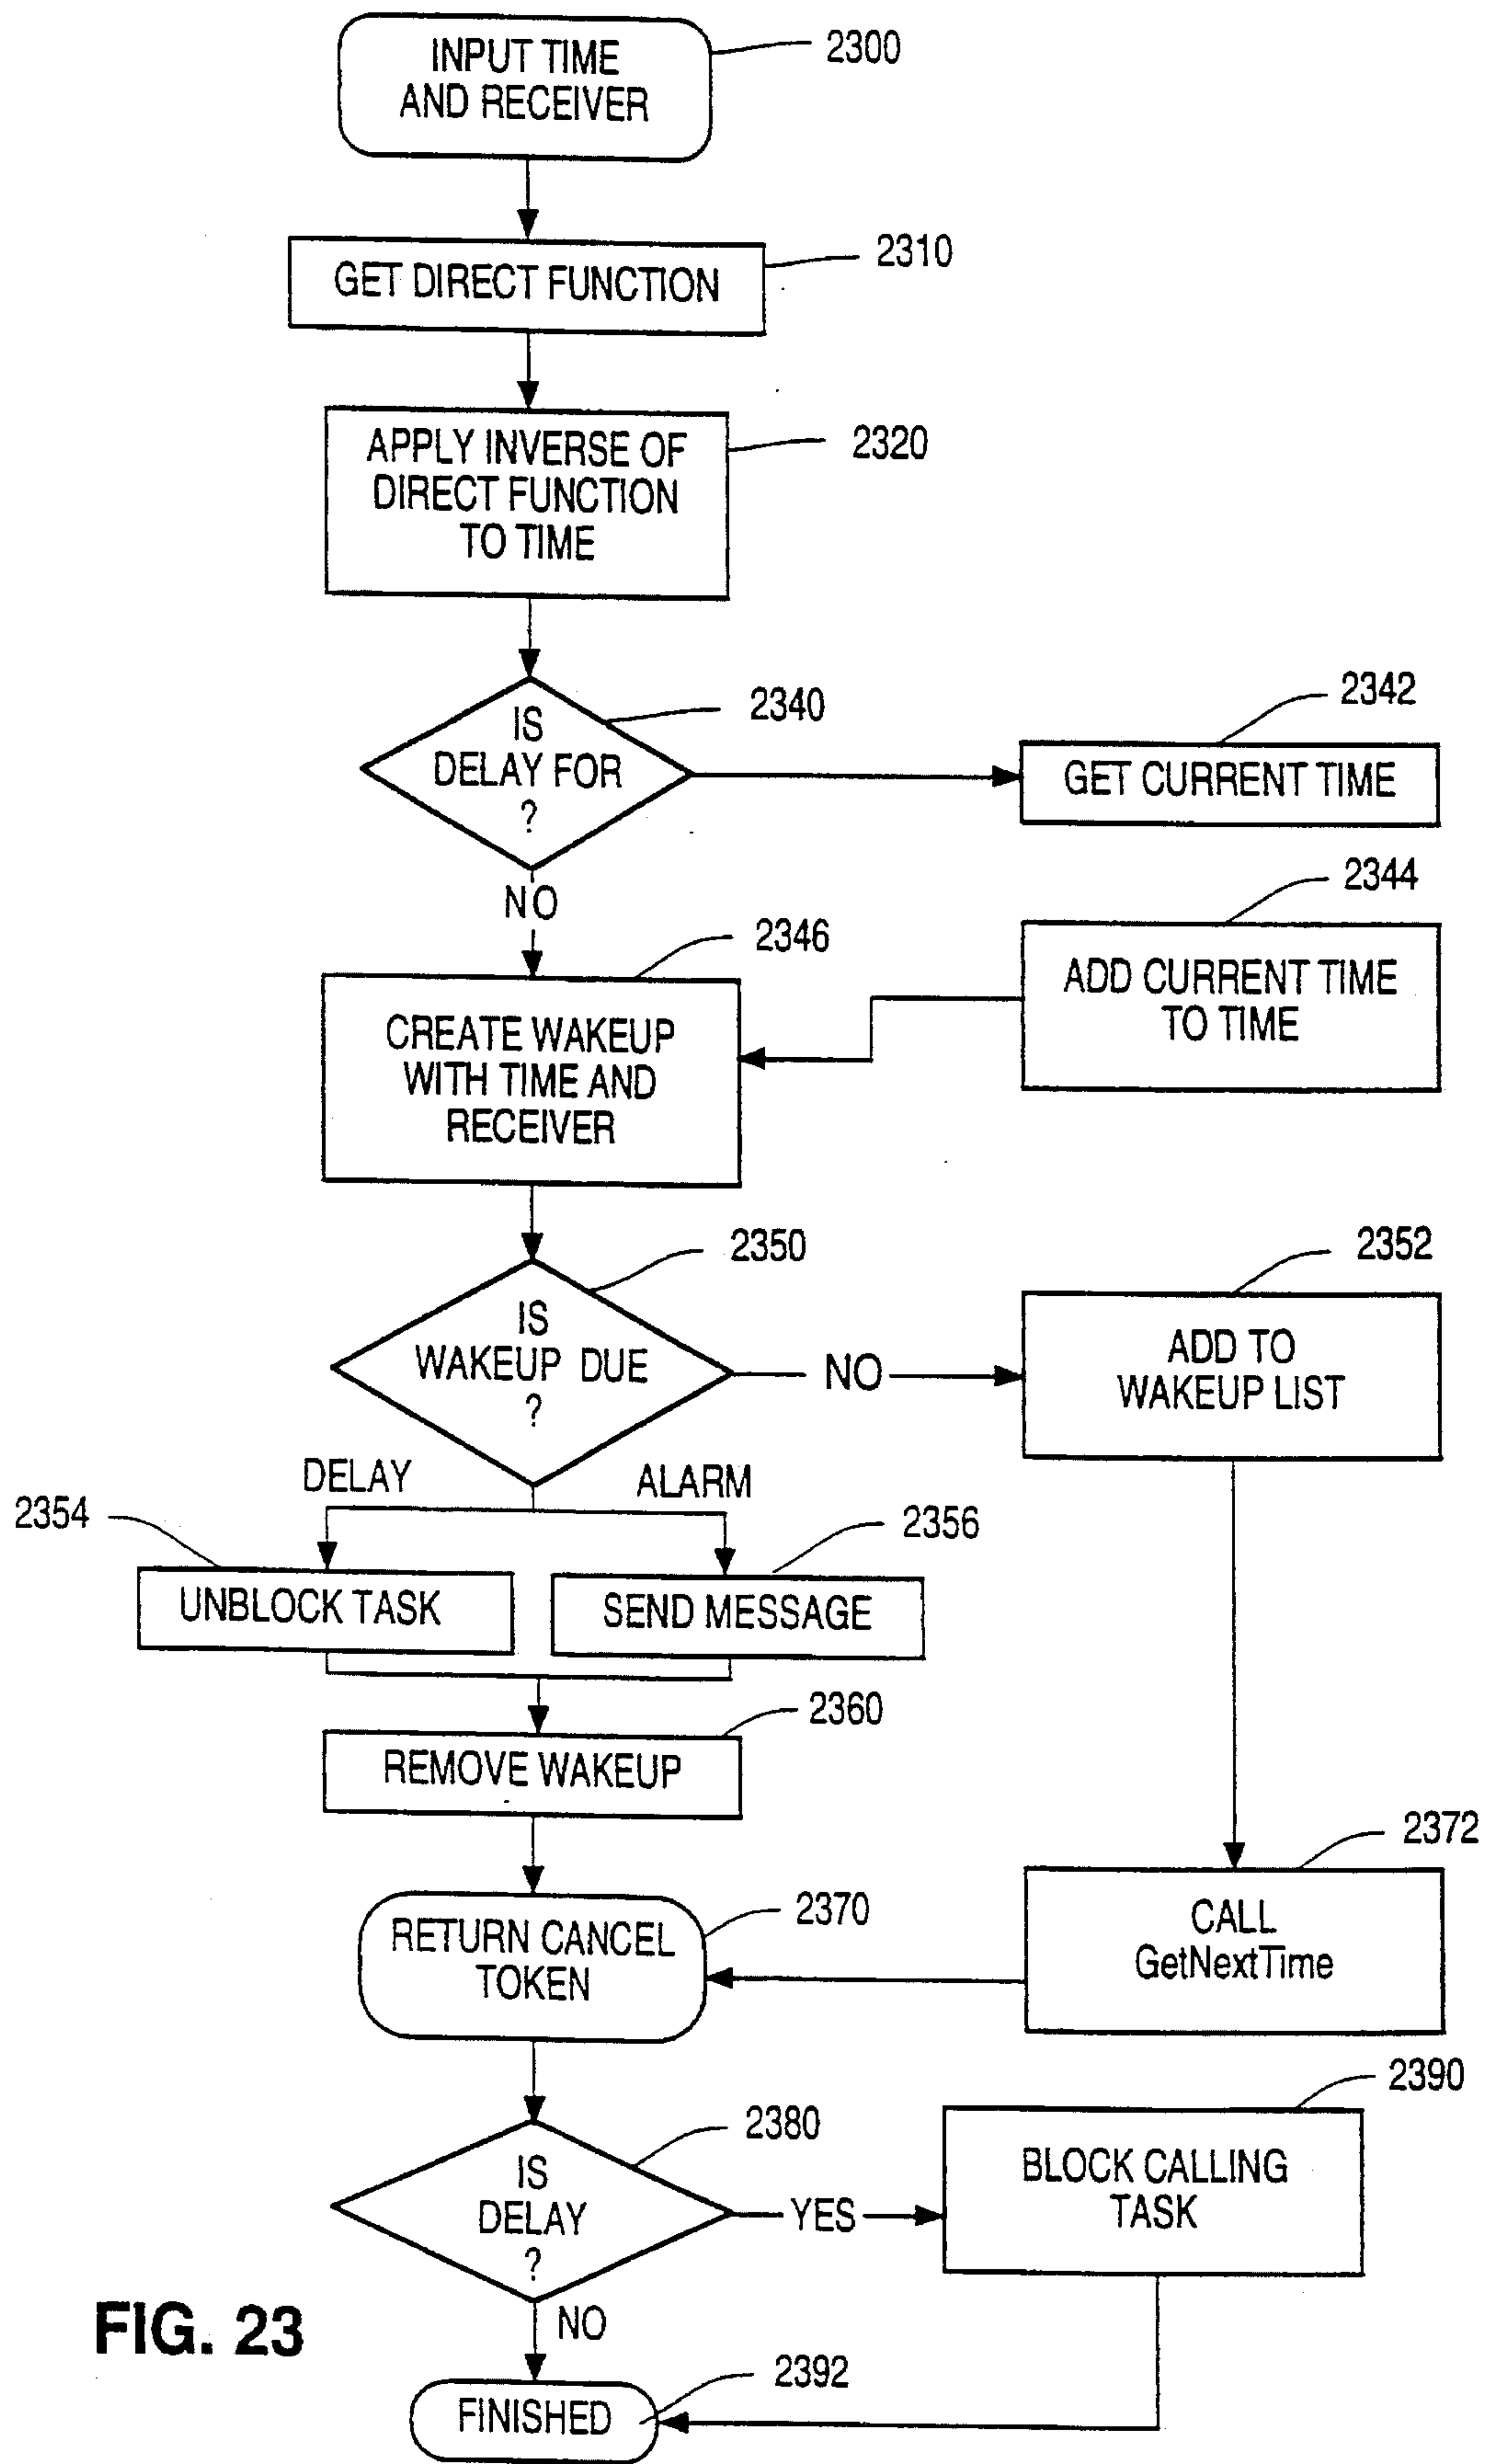 INPUT TIME
AND RECEIVER
2300
GET DIRECT FUNCTION
2310
APPLY INVERSE OF
DIRECT FUNCTION
TO TIME
2320
IS
DELAY FOR
?
2340
GET CURRENT TIME
2342
NO
ADD CURRENT TIME
TO TIME
2344
CREATE WAKEUP
WITH TIME AND
RECEIVER
2346
IS
WAKEUP DUE
?
2350
NO
ADD TO
WAKEUP LIST
2352
DELAY
ALARM
2354
UNBLOCK TASK
2356
SEND MESSAGE
2360
REMOVE WAKEUP
2370
RETURN CANCEL
TOKEN
2372
CALL
GetNextTime
2380
IS
DELAY
?
YES
2390
BLOCK CALLING
TASK
NO
2392
FINISHED
FIG. 23